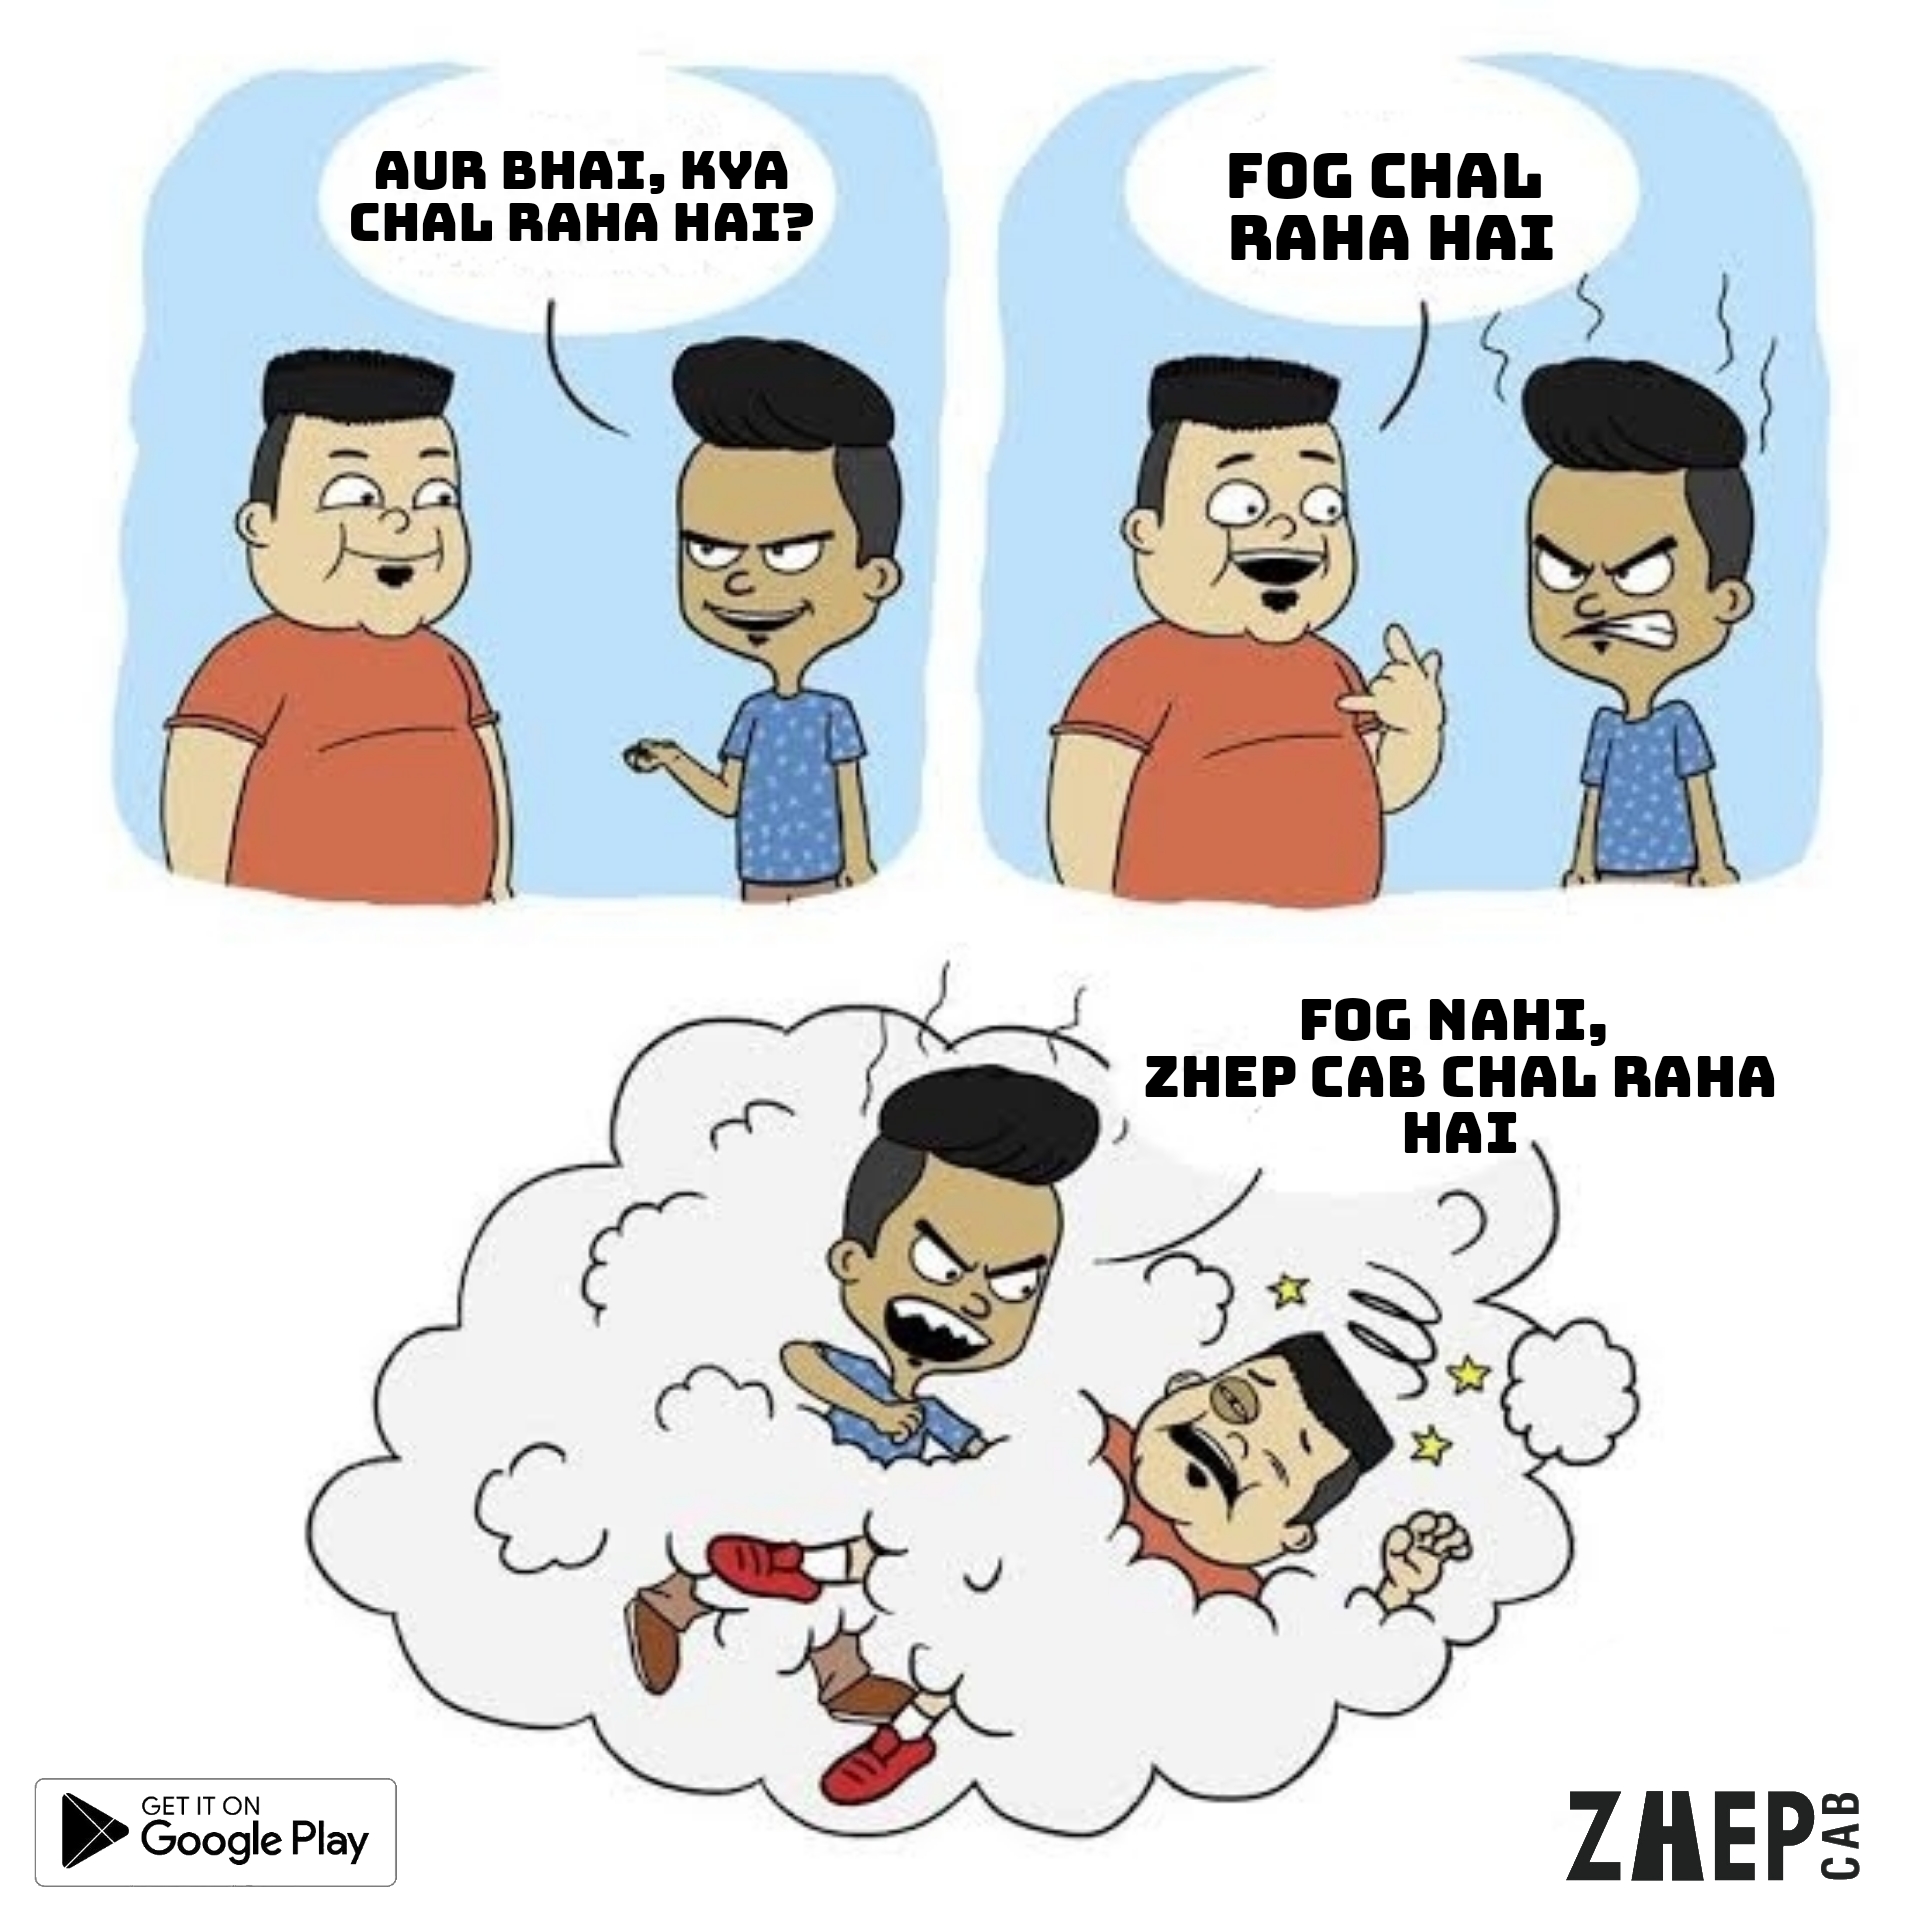 AUR BHAI, KYA
CHAL RAHA HAI?
FOG CHAL
RAHA HAI
FOG NAHI,
ZHEP CAB CHAL RAHA
HAI
GET IT ON
Google Play
ZHEP CAB